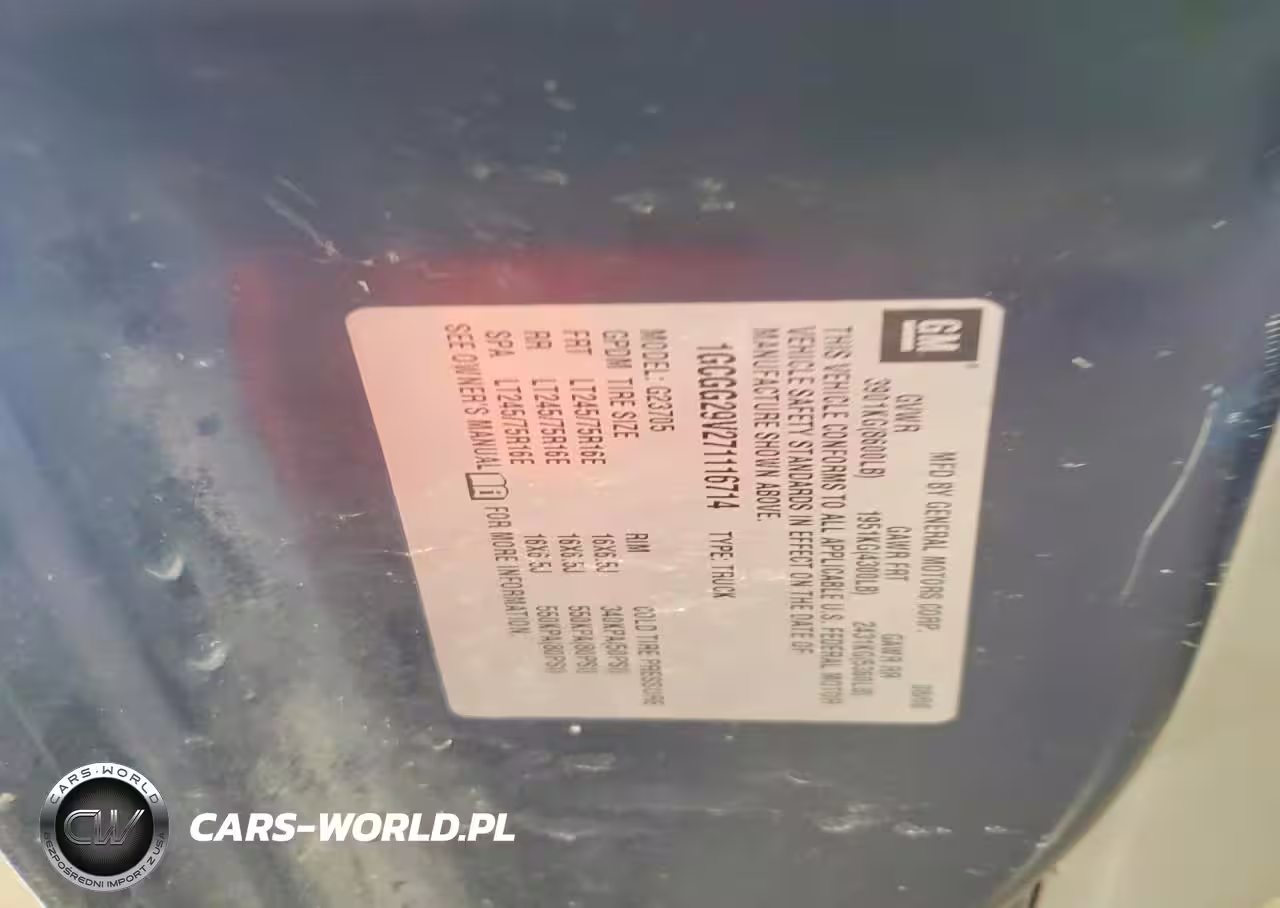 GM
MFD BY GENERAL MOTORS CORP.
GVWR GAWR FRT GAWR RR
3901KG(8600LB) 1951KG(4300LB) 2431KG(5360LB)
THIS VEHICLE CONFORMS TO ALL APPLICABLE U.S. FEDERAL MOTOR
VEHICLE SAFETY STANDARDS IN EFFECT ON THE DATE OF
MANUFACTURE SHOWN ABOVE.
1GCGG29V271116714 TYPE: TRUCK
MODEL: G23705
GPDM TIRE SIZE RIM COLD TIRE PRESSURE
FRT LT245/75R16E 16X6.5J 340KPA(50PSI)
RR LT245/75R16E 16X6.5J 550KPA(80PSI)
SPA LT245/75R16E 16X6.5J 550KPA(80PSI)
SEE OWNER'S MANUAL FOR MORE INFORMATION.
CARS-WORLD
CW
BEZPOŚREDNI IMPORT Z USA
CARS-WORLD.PL